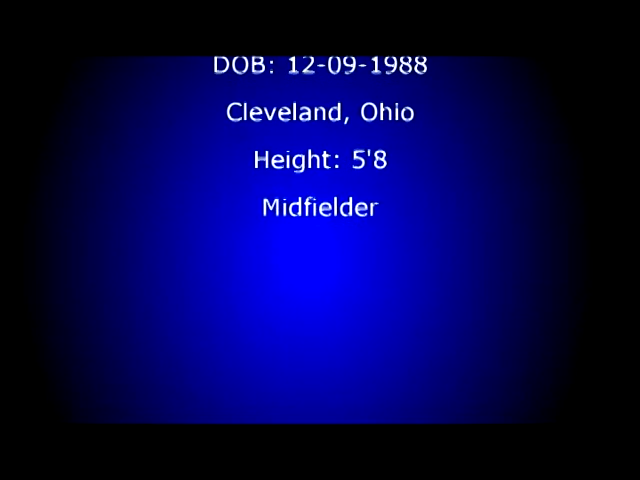 DOB: 12-09-1988
Cleveland, Ohio
Height: 5'8
Midfielder